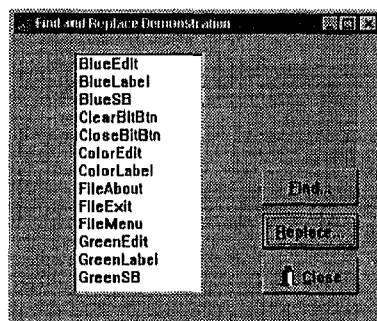 Find and Replace Demonstration
BlueEdit
BlueLabel
BlueSB
ClearBitBtn
CloseBitBtn
ColorEdit
ColorLabel
FileAbout
FileExit
FileMenu
GreenEdit
GreenLabel
GreenSB
Find...
Replace...
Close